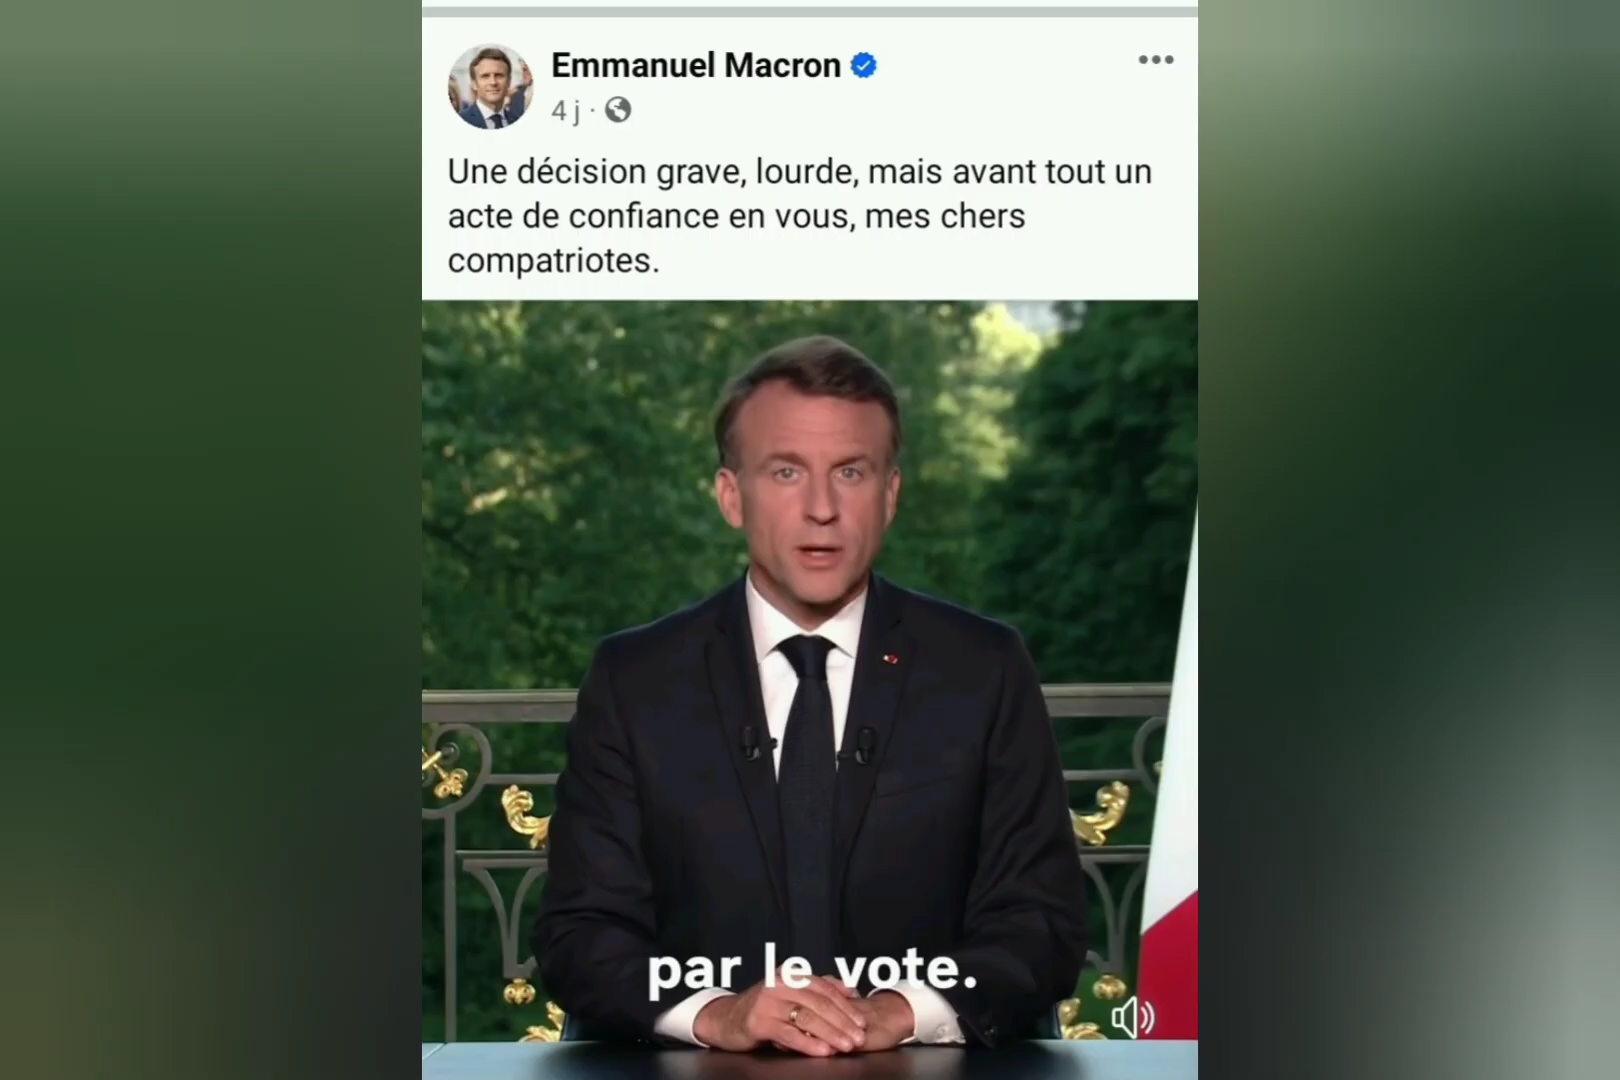 Emmanuel Macron
4 j ·
Une décision grave, lourde, mais avant tout un
acte de confiance en vous, mes chers
compatriotes.
par le vote.